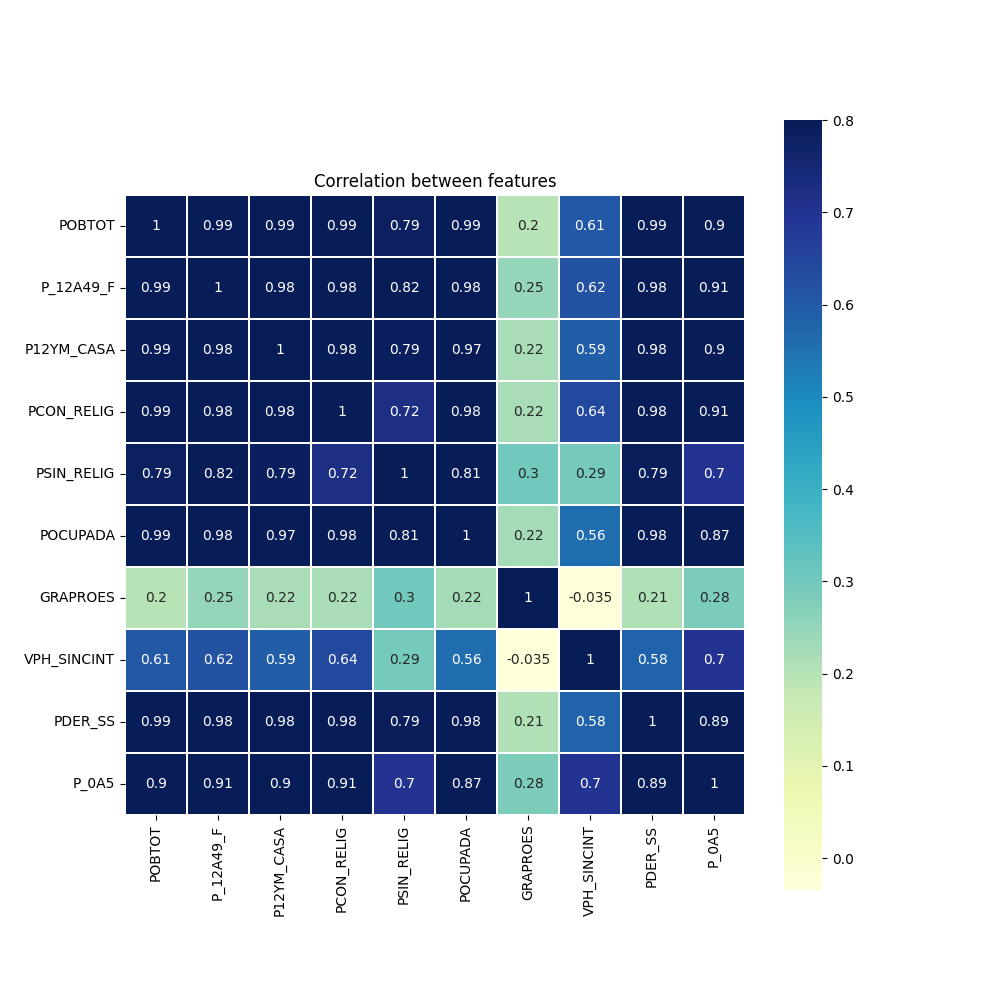 Correlation between features
POBTOT 1 0.99 0.99 0.99 0.79 0.99 0.2 0.61 0.99 0.9
P_12A49_F 0.99 1 0.98 0.98 0.82 0.98 0.25 0.62 0.98 0.91
P12YM_CASA 0.99 0.98 1 0.98 0.79 0.97 0.22 0.59 0.98 0.9
PCON_RELIG 0.99 0.98 0.98 1 0.72 0.98 0.22 0.64 0.98 0.91
PSIN_RELIG 0.79 0.82 0.79 0.72 1 0.81 0.3 0.29 0.79 0.7
POCUPADA 0.99 0.98 0.97 0.98 0.81 1 0.22 0.56 0.98 0.87
GRAPROES 0.2 0.25 0.22 0.22 0.3 0.22 1 -0.035 0.21 0.28
VPH_SINCINT 0.61 0.62 0.59 0.64 0.29 0.56 -0.035 1 0.58 0.7
PDER_SS 0.99 0.98 0.98 0.98 0.79 0.98 0.21 0.58 1 0.89
P_0A5 0.9 0.91 0.9 0.91 0.7 0.87 0.28 0.7 0.89 1
POBTOT P_12A49_F P12YM_CASA PCON_RELIG PSIN_RELIG POCUPADA GRAPROES VPH_SINCINT PDER_SS P_0A5
0.8
0.7
0.6
0.5
0.4
0.3
0.2
0.1
0.0